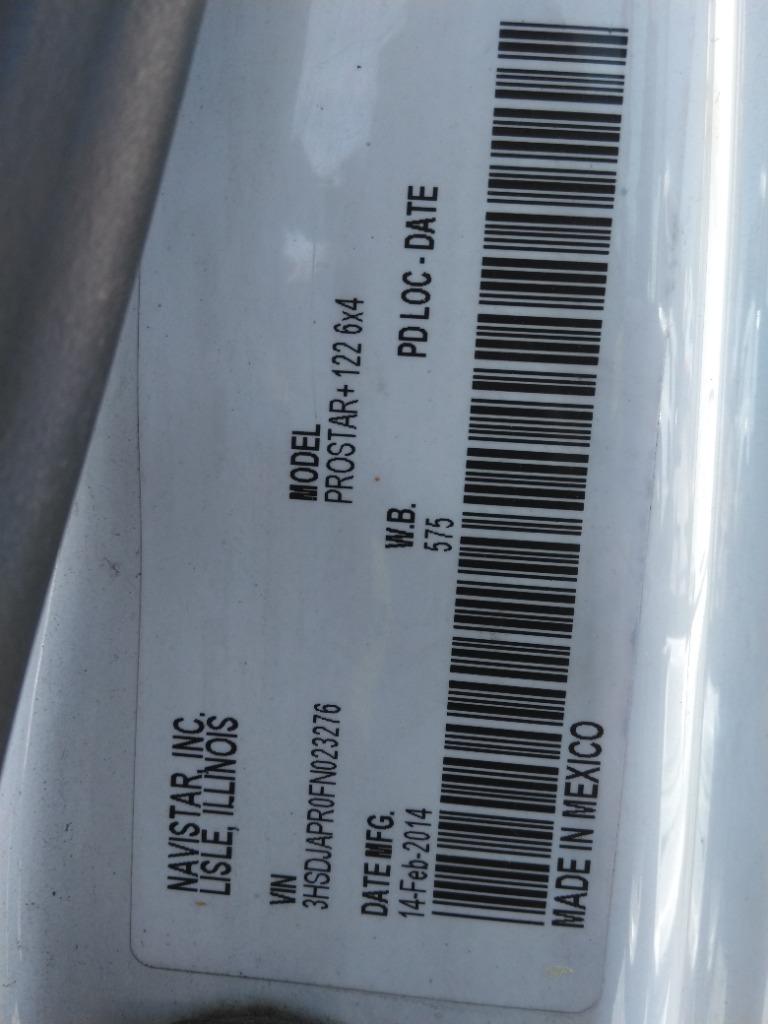 NAVISTAR, INC.
LISLE, ILLINOIS
VIN
3HSDJAPR0FN023276
MODEL
PROSTAR+ 122 6x4
DATE MFG.
14-Feb-2014
W.B.
575
PD LOC - DATE
MADE IN MEXICO